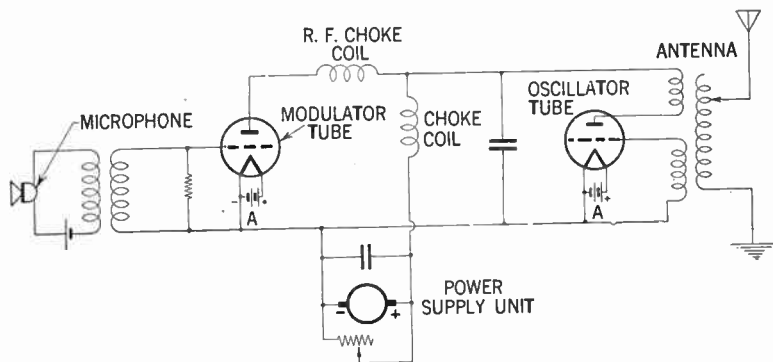 R. F. CHOKE
COIL
ANTENNA
MICROPHONE
MODULATOR
TUBE
CHOKE
COIL
OSCILLATOR
TUBE
- +
A
- +
A
POWER
SUPPLY UNIT
- +